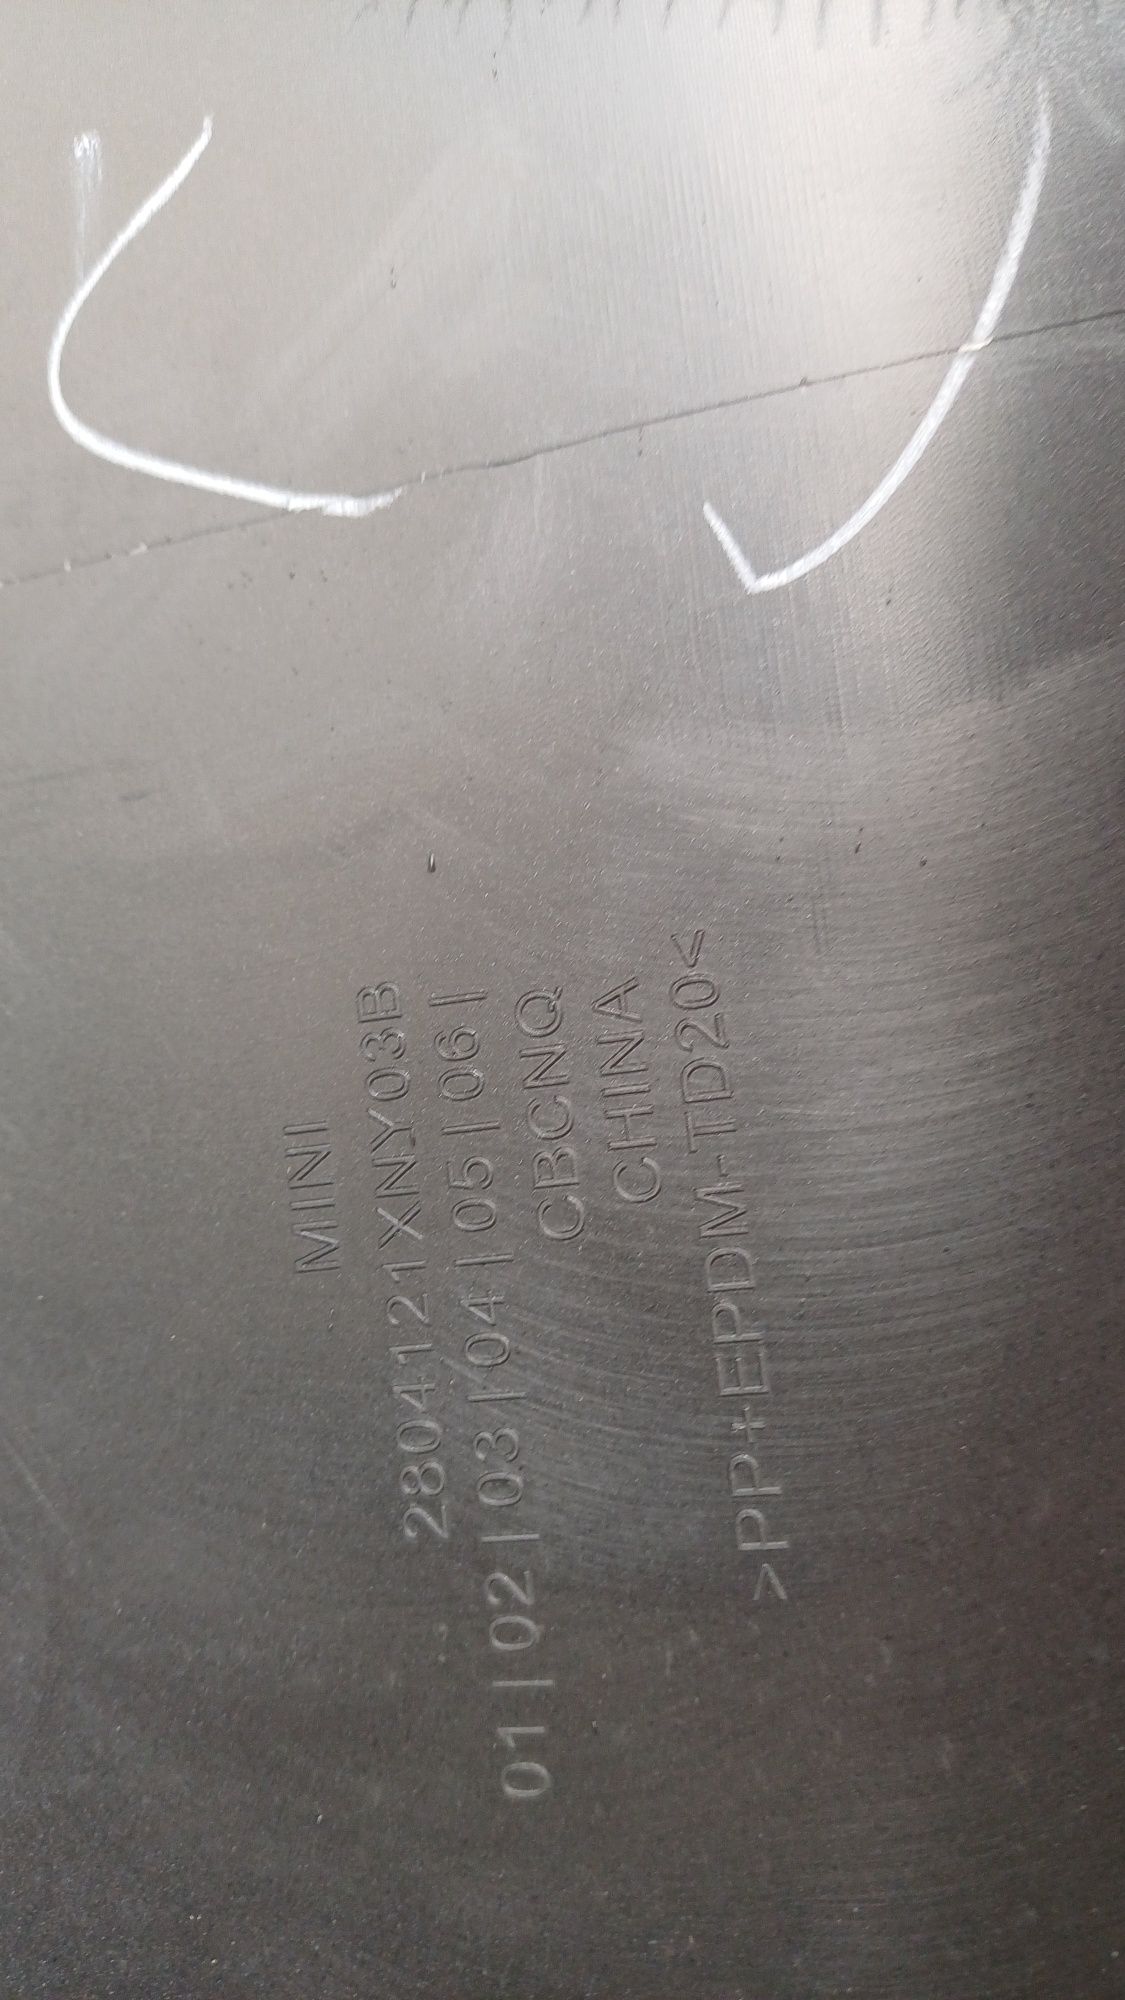 MINI
2804121XNY03B
01 | 02 | 03 | 04 | 05 | 06 |
CBCNQ
CHINA
>PP+EPDM-TD20<